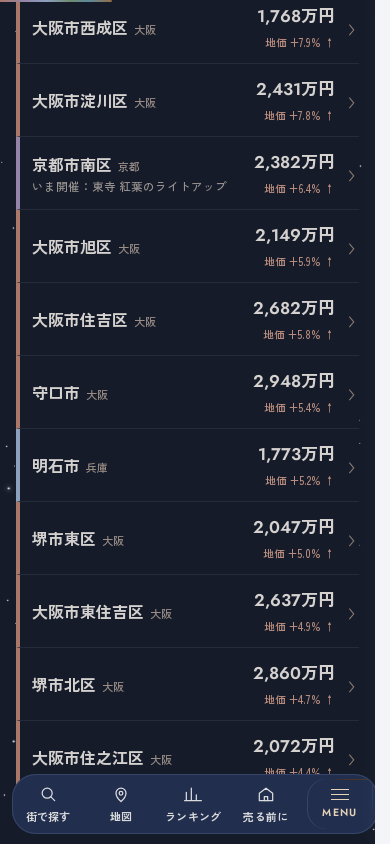 大阪市西成区 大阪 1,768万円
地価 +7.9% ↑
大阪市淀川区 大阪 2,431万円
地価 +7.8% ↑
京都市南区 京都 2,382万円
いま開催：東寺 紅葉のライトアップ 地価 +6.4% ↑
大阪市旭区 大阪 2,149万円
地価 +5.9% ↑
大阪市住吉区 大阪 2,682万円
地価 +5.8% ↑
守口市 大阪 2,948万円
地価 +5.4% ↑
明石市 兵庫 1,773万円
地価 +5.2% ↑
堺市東区 大阪 2,047万円
地価 +5.0% ↑
大阪市東住吉区 大阪 2,637万円
地価 +4.9% ↑
堺市北区 大阪 2,860万円
地価 +4.7% ↑
大阪市住之江区 大阪 2,072万円
地価 +4.4% ↑
街で探す 地図 ランキング 売る前に MENU